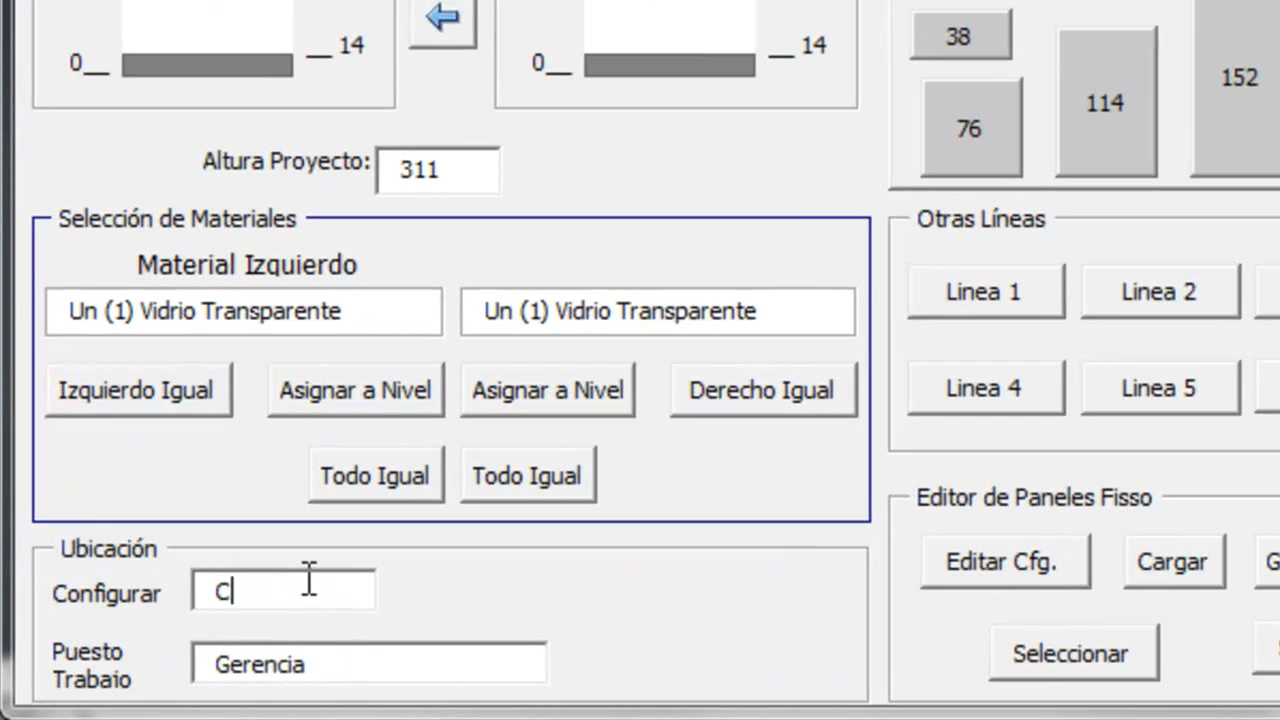 0__ __ 14 0__ __ 14
38
76
114
152
Altura Proyecto: 311
Selección de Materiales
Material Izquierdo
Un (1) Vidrio Transparente Un (1) Vidrio Transparente
Izquierdo Igual Asignar a Nivel Asignar a Nivel Derecho Igual
Todo Igual Todo Igual
Otras Líneas
Linea 1 Linea 2
Linea 4 Linea 5
Ubicación
Configurar C
Puesto
Trabajo
Gerencia
Editor de Paneles Fisso
Editar Cfg. Cargar G
Seleccionar